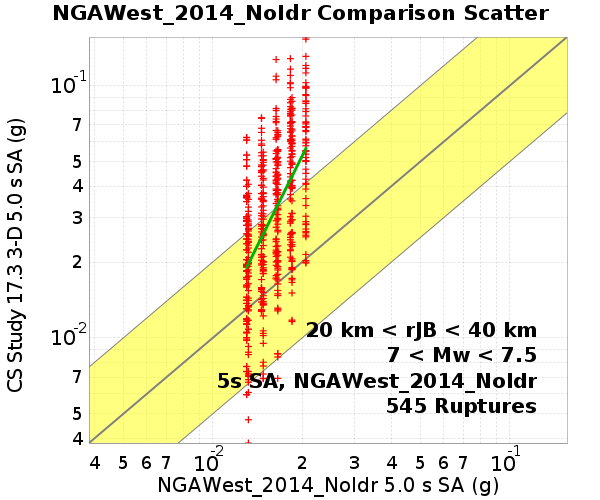 NGAWest_2014_NoIdr Comparison Scatter
CS Study 17.3 3-D 5.0 s SA (g)
10-1
7
5
4
3
2
10-2
7
5
4
20 km < rJB < 40 km
7 < Mw < 7.5
5s SA, NGAWest_2014_NoIdr
545 Ruptures
4 5 6 7 10-2 2 3 4 5 6 7 10-1
NGAWest_2014_NoIdr 5.0 s SA (g)